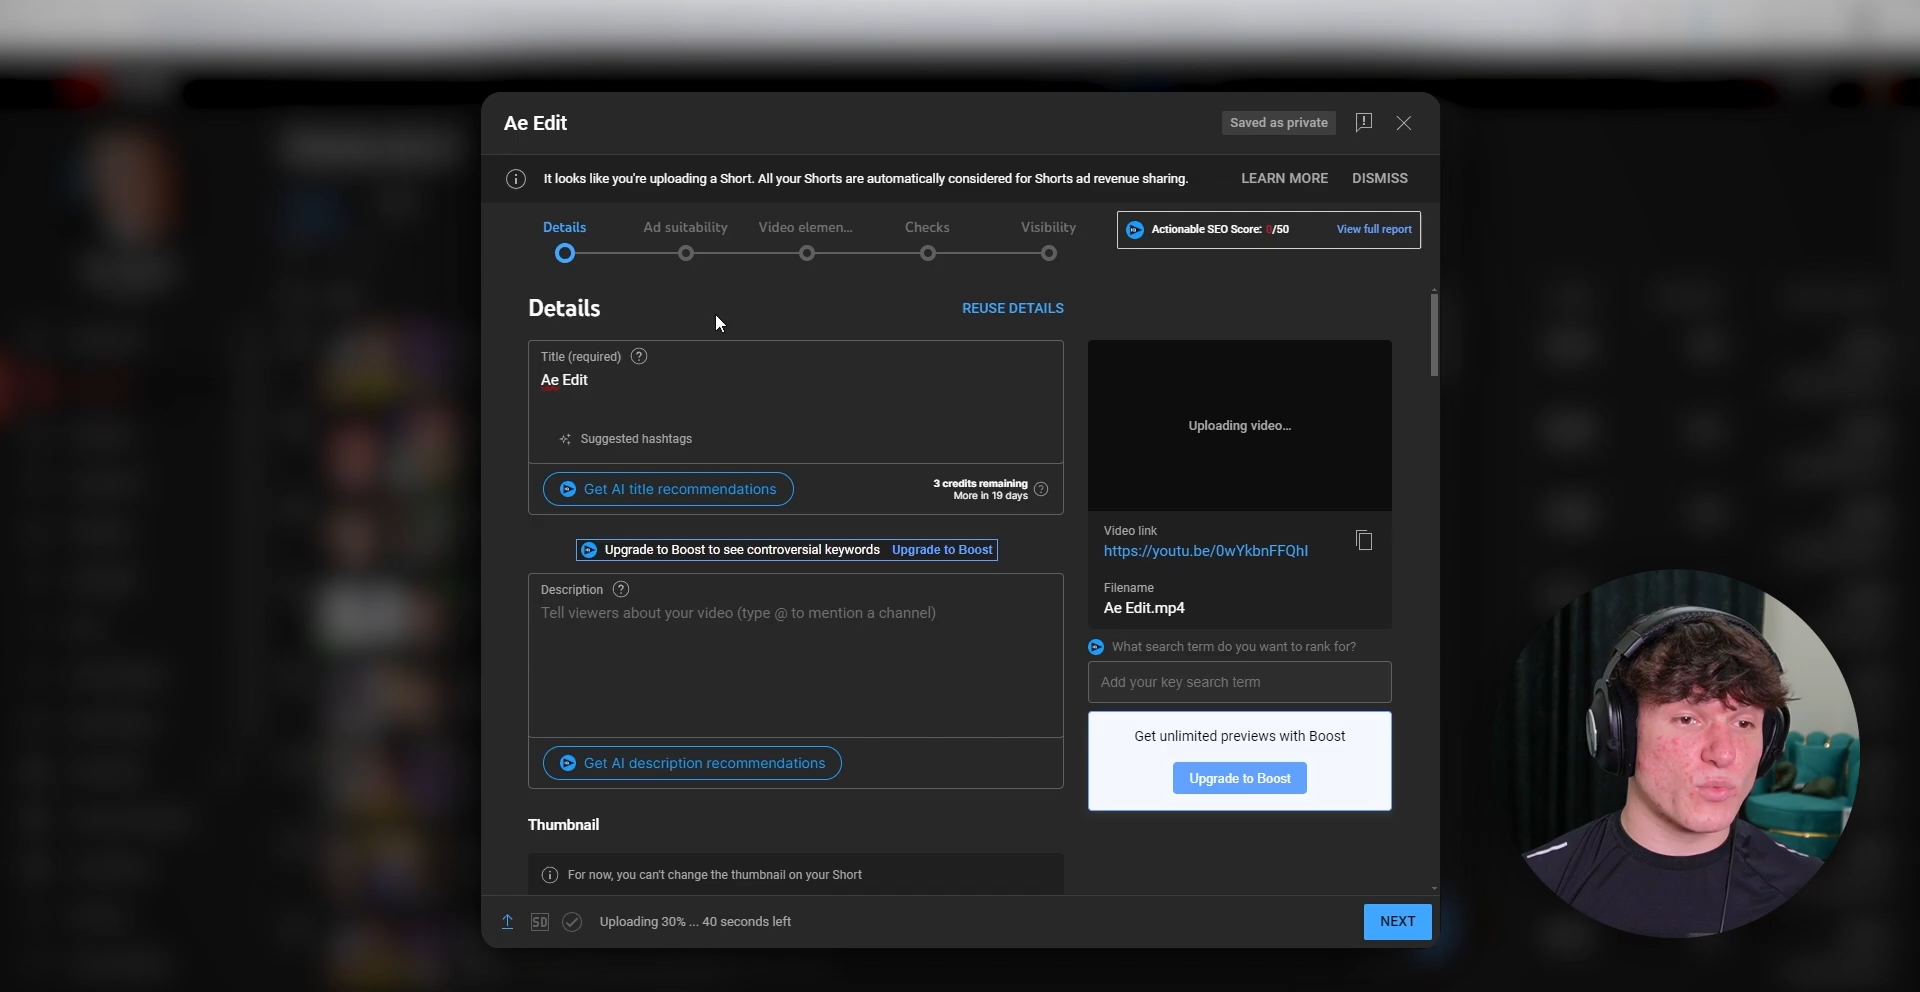 Ae Edit
Saved as private
It looks like you're uploading a Short. All your Shorts are automatically considered for Shorts ad revenue sharing.
LEARN MORE
DISMISS
Details
Ad suitability
Video elemen...
Checks
Visibility
Actionable SEO Score: 0/50
View full report
Details
REUSE DETAILS
Title (required)
Ae Edit
Suggested hashtags
Get AI title recommendations
3 credits remaining
More in 19 days
Upgrade to Boost to see controversial keywords Upgrade to Boost
Description
Tell viewers about your video (type @ to mention a channel)
Get AI description recommendations
Thumbnail
For now, you can't change the thumbnail on your Short
Uploading video...
Video link
https://youtu.be/0wYkbnFFQhI
Filename
Ae Edit.mp4
What search term do you want to rank for?
Add your key search term
Get unlimited previews with Boost
Upgrade to Boost
SD
Uploading 30% ... 40 seconds left
NEXT